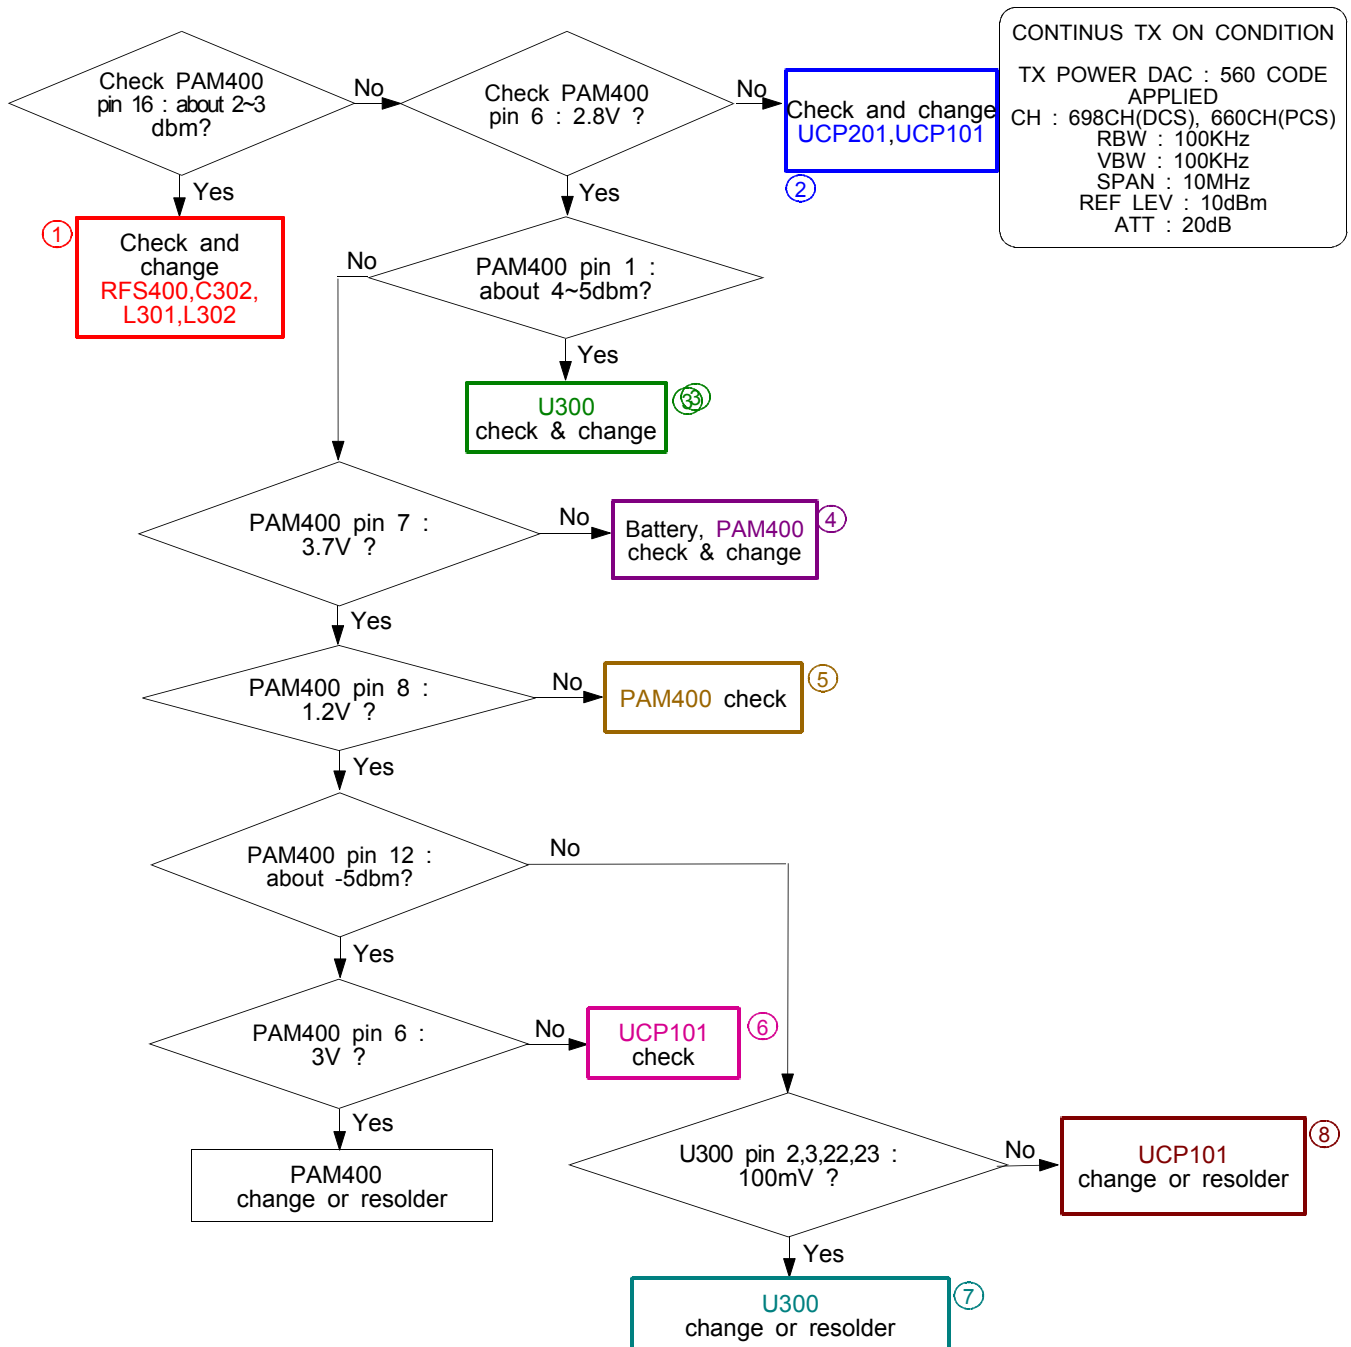 Check PAM400
pin 16 : about 2~3
dbm?
No
Check PAM400
pin 6 : 2.8V ?
No
Check and change
UCP201,UCP101
②
CONTINUS TX ON CONDITION
TX POWER DAC : 560 CODE
APPLIED
CH : 698CH(DCS), 660CH(PCS)
RBW : 100KHz
VBW : 100KHz
SPAN : 10MHz
REF LEV : 10dBm
ATT : 20dB
Yes
Yes
①
Check and
change
RFS400,C302,
L301,L302
No
PAM400 pin 1 :
about 4~5dbm?
Yes
U300
check & change
③③
PAM400 pin 7 :
3.7V ?
No
Battery, PAM400
check & change
④
Yes
PAM400 pin 8 :
1.2V ?
No
PAM400 check
⑤
Yes
PAM400 pin 12 :
about -5dbm?
No
Yes
PAM400 pin 6 :
3V ?
No
UCP101
check
⑥
Yes
PAM400
change or resolder
U300 pin 2,3,22,23 :
100mV ?
No
UCP101
change or resolder
⑧
Yes
U300
change or resolder
⑦